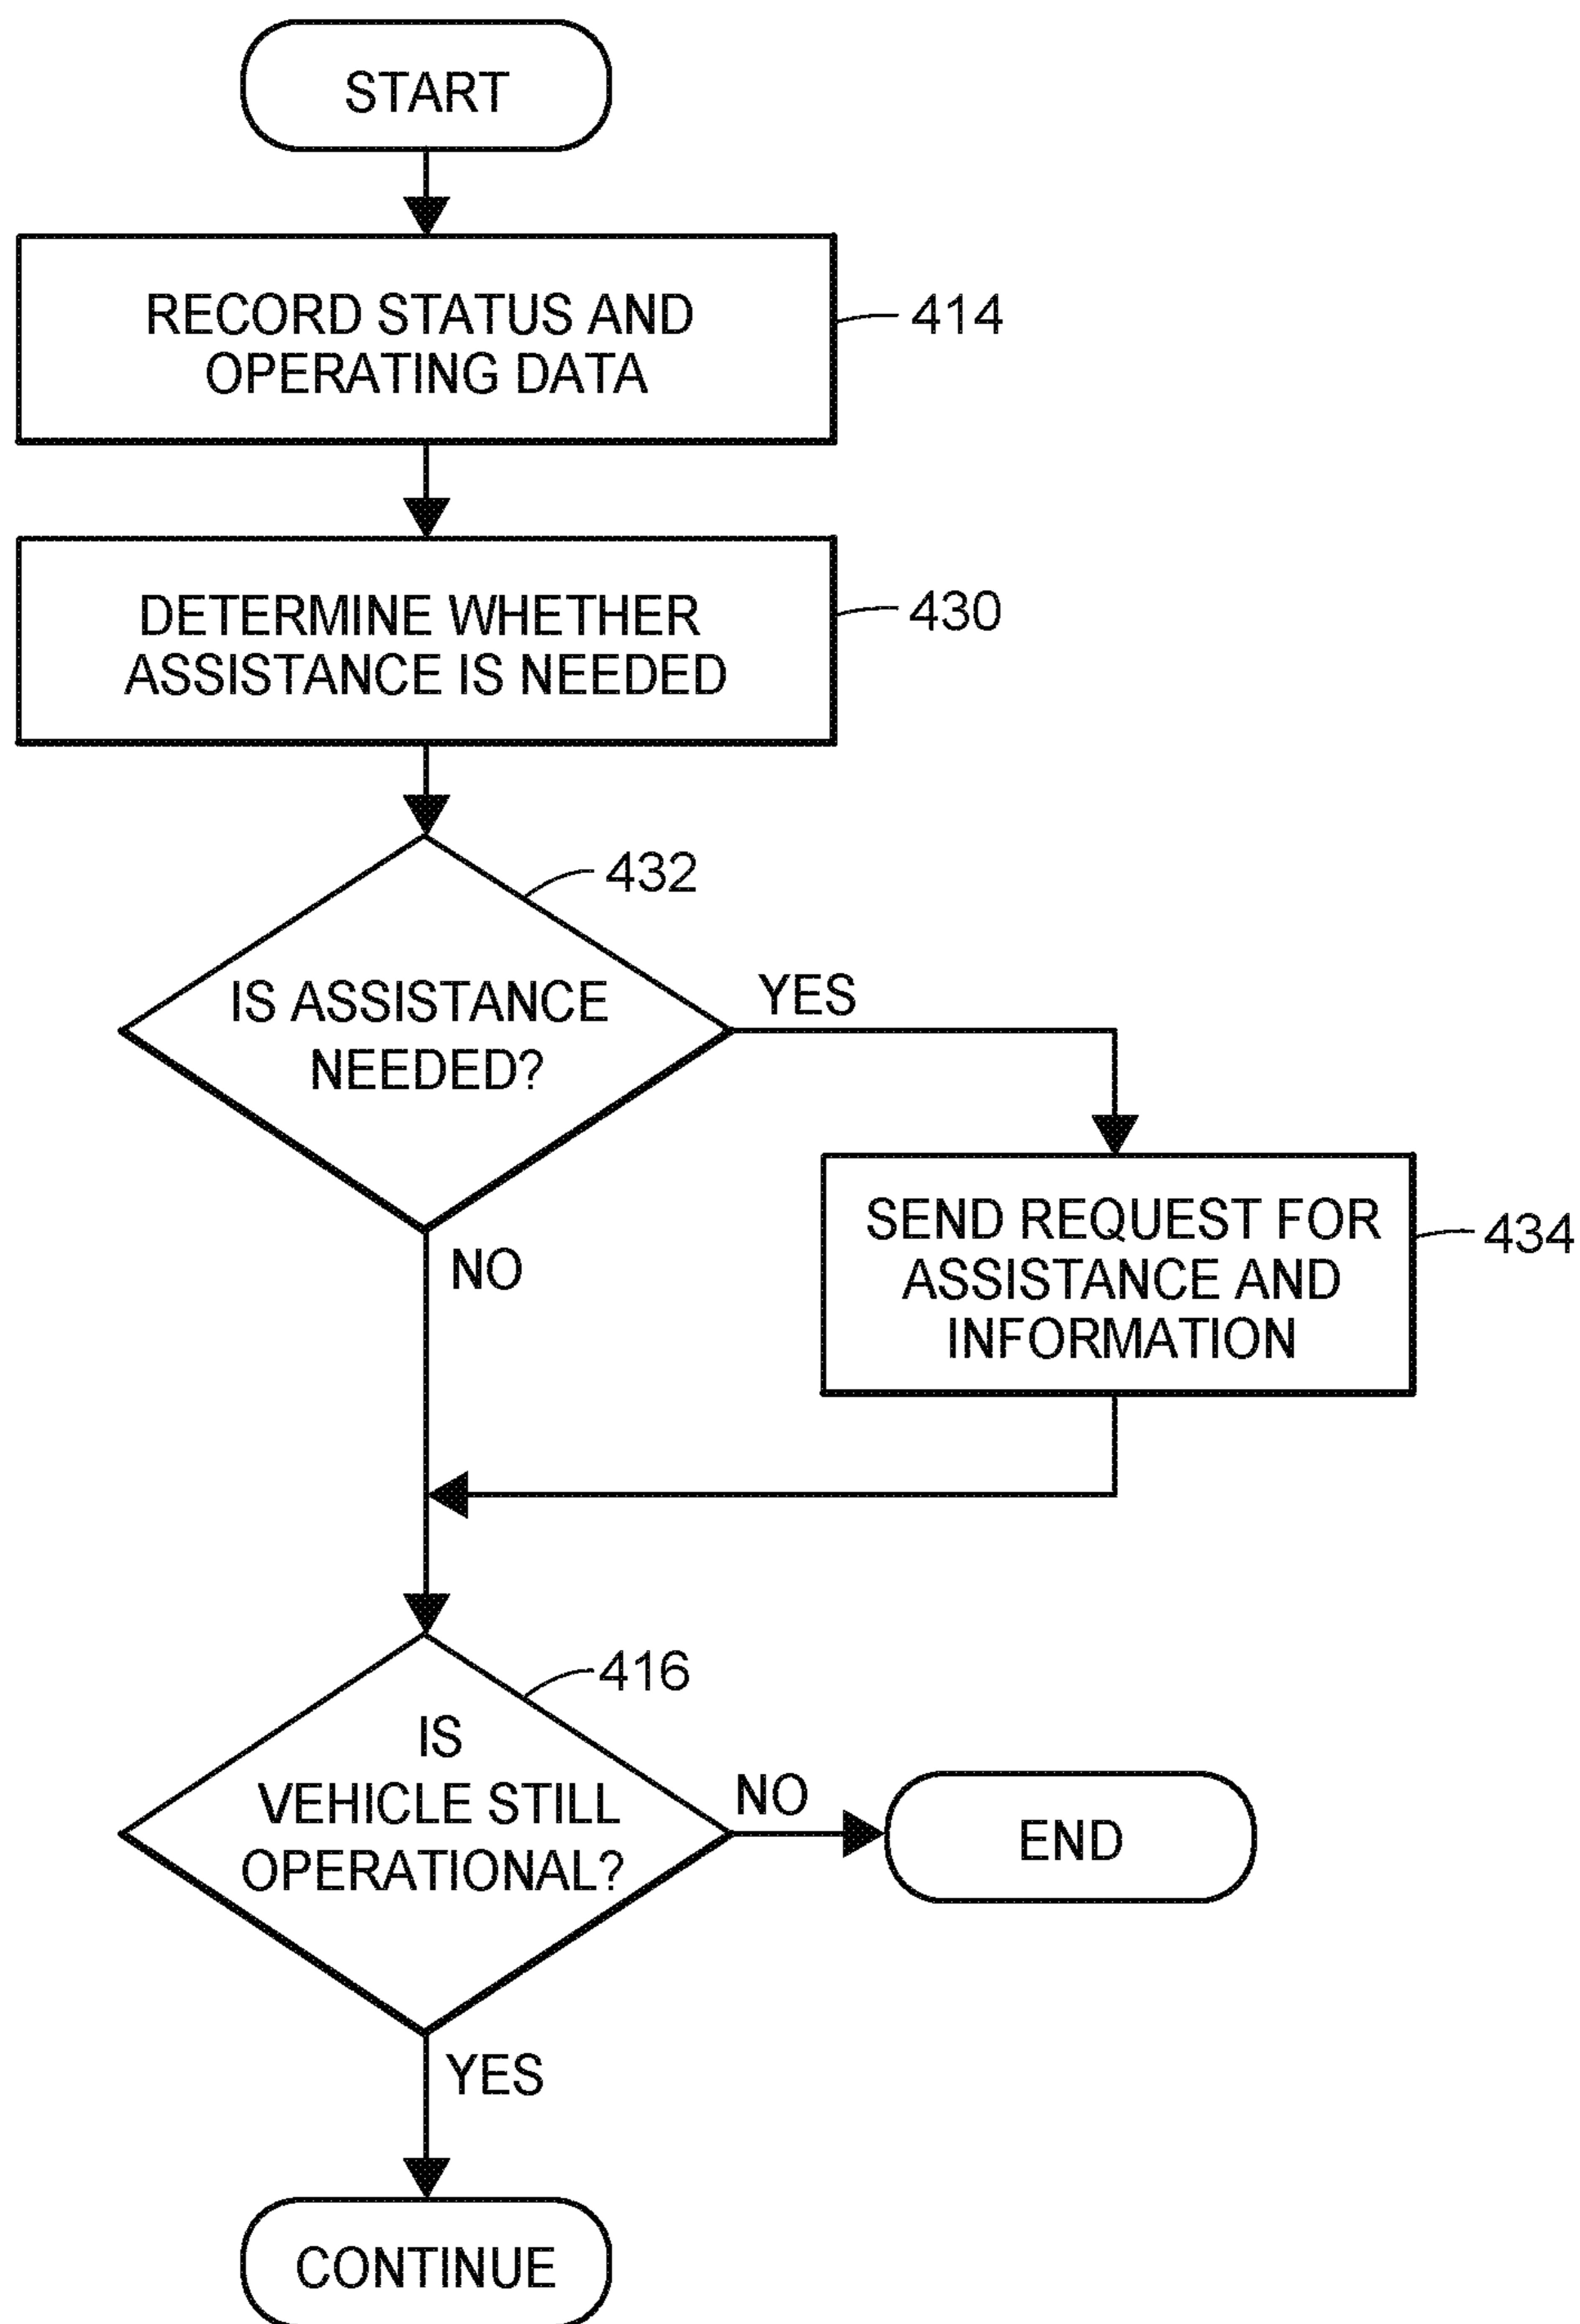 START
RECORD STATUS AND
OPERATING DATA
414
DETERMINE WHETHER
ASSISTANCE IS NEEDED
430
432
IS ASSISTANCE
NEEDED?
YES
NO
SEND REQUEST FOR
ASSISTANCE AND
INFORMATION
434
416
IS
VEHICLE STILL
OPERATIONAL?
NO
END
YES
CONTINUE